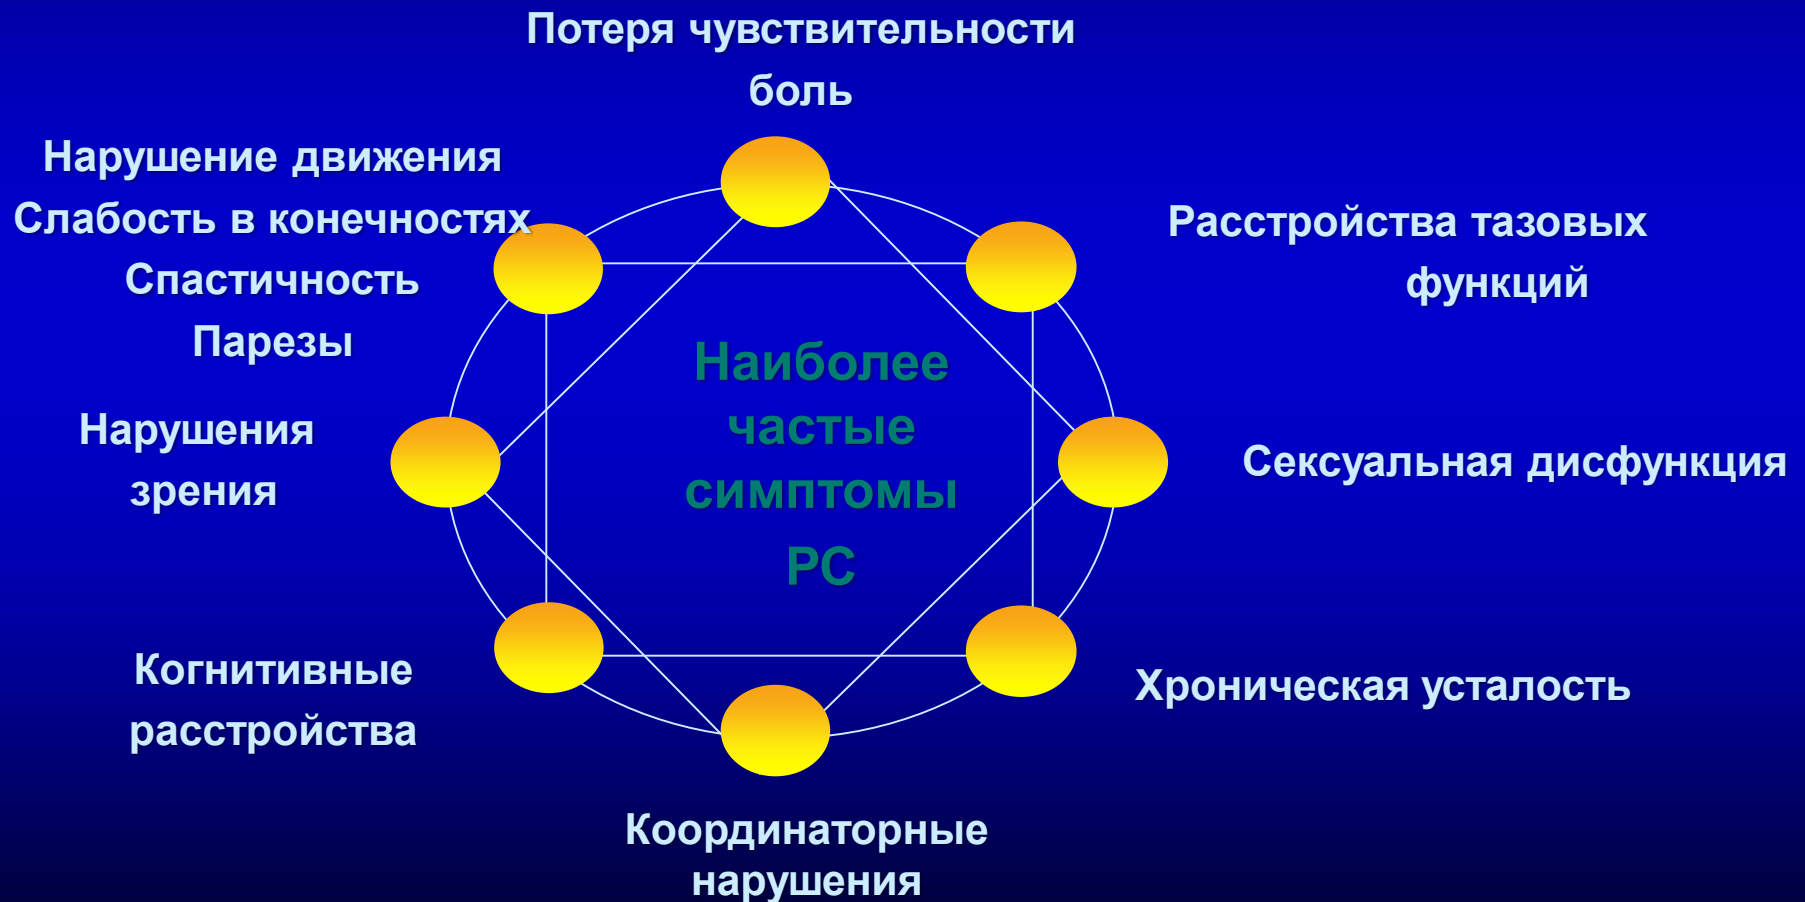 Потеря чувствительности
боль
Нарушение движения
Слабость в конечностях
Спастичность
Парезы
Расстройства тазовых
функций
Наиболее
частые
симптомы
РС
Нарушения
зрения
Сексуальная дисфункция
Когнитивные
расстройства
Хроническая усталость
Координаторные
нарушения